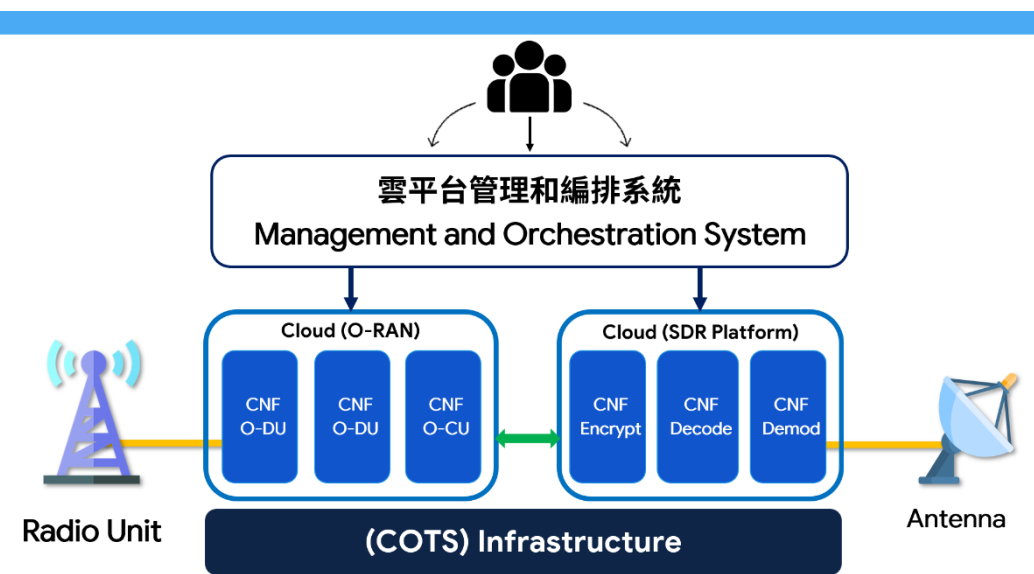 雲平台管理和編排系統
Management and Orchestration System
Cloud (O-RAN)
CNF
O-DU
CNF
O-DU
CNF
O-CU
Cloud (SDR Platform)
CNF
Encrypt
CNF
Decode
CNF
Demod
Radio Unit
Antenna
(COTS) Infrastructure